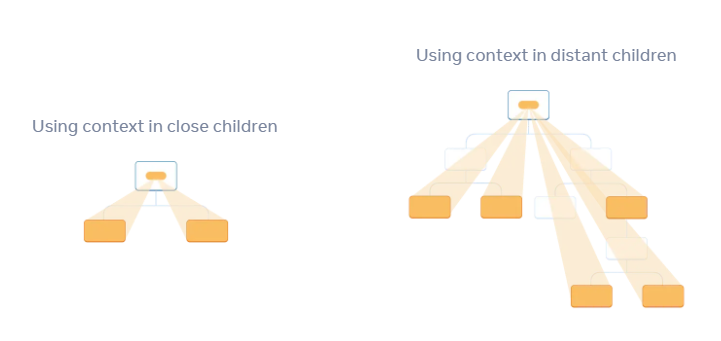 Using context in close children
Using context in distant children